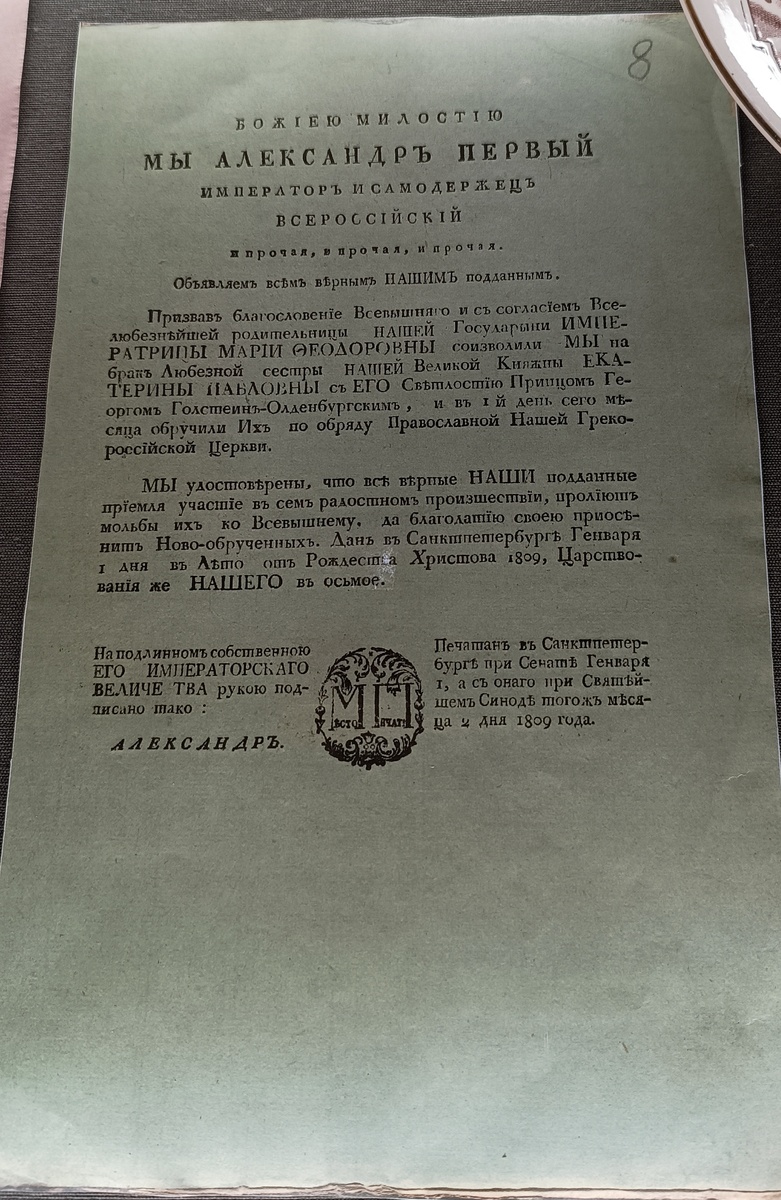 8
БОЖІЕЮ МИЛОСТІЮ
МЫ АЛЕКСАНДРЪ ПЕРВЫЙ
ИМПЕРАТОРЪ И САМОДЕРЖЕЦЪ
ВСЕРОССІЙСКІЙ
и прочая, и прочая, и прочая.
Объявляемъ всѣмъ вѣрнымъ НАШИМЪ подданнымъ.
Призвавъ благословеніе Всевышняго и съ согласіемъ Все-
любезнѣйшей родительницы НАШЕЙ Государыни ИМПЕ-
РАТРИЦЫ МАРІИ ѲЕОДОРОВНЫ соизволили МЫ на
бракъ Любезной сестры НАШЕЙ Великой Княжны ЕКА-
ТЕРИНЫ ПАВЛОВНЫ съ ЕГО Свѣтлостію Принцомъ Ге-
оргомъ Голстеинъ-Олденбургскимъ, и въ 1 й день сего мѣ-
сяца обручили Ихъ по обряду Православной Нашей Греко-
россійской Церкви.
МЫ удостовѣрены, что всѣ вѣрные НАШИ подданные
пріемля участіе въ семъ радостномъ произшествіи, проліютъ
мольбы ихъ ко Всевышнему, да благодатію своею приосѣ-
нитъ Ново-обрученныхъ. Данъ въ Санктпетербургѣ Генваря
1 дня въ Лѣто отъ Рождества Христова 1809, Царство-
ванія же НАШЕГО въ осьмое.
На подлинномъ собственною
ЕГО ИМПЕРАТОРСКАГО
ВЕЛИЧЕ ТВА рукою под-
писано тако :
АЛЕКСАНДРЪ.
МѢСТО ПЕЧАТИ
Печатанъ въ Санктпетер-
бургѣ при Сенатѣ Генваря
1, а съ онаго при Святѣй-
шемъ Синодѣ тогожъ мѣся-
ца 2 дня 1809 года.